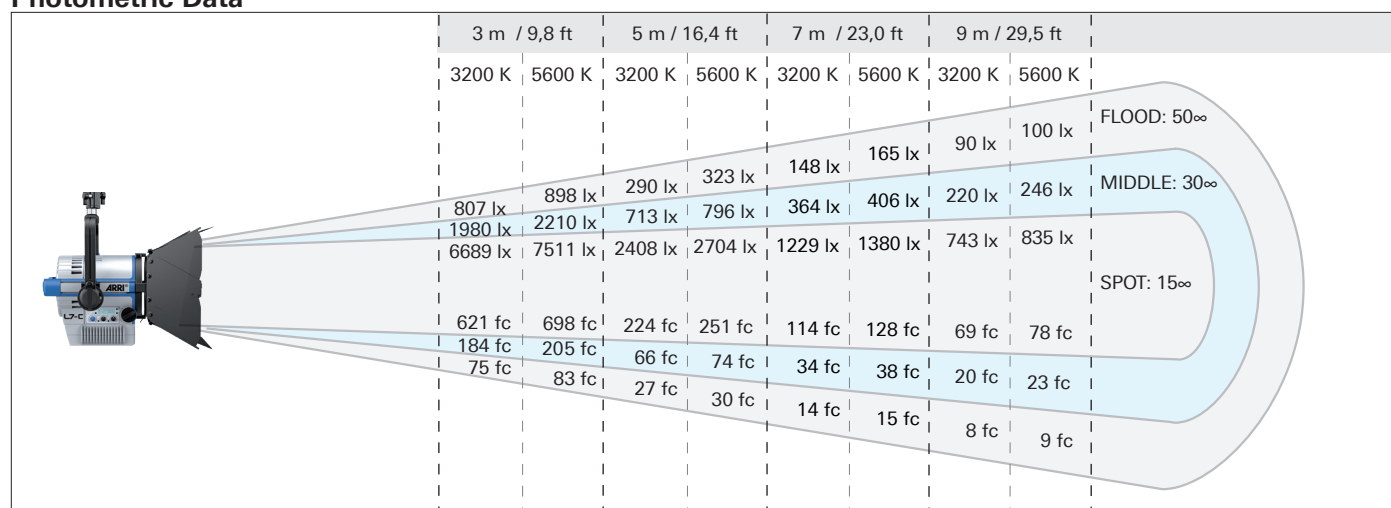 Photometric Data
3 m / 9,8 ft 5 m / 16,4 ft 7 m / 23,0 ft 9 m / 29,5 ft
3200 K 5600 K 3200 K 5600 K 3200 K 5600 K 3200 K 5600 K
FLOOD: 50∞
807 lx 898 lx 290 lx 323 lx 148 lx 165 lx 90 lx 100 lx
MIDDLE: 30∞
1980 lx 2210 lx 713 lx 796 lx 364 lx 406 lx 220 lx 246 lx
6689 lx 7511 lx 2408 lx 2704 lx 1229 lx 1380 lx 743 lx 835 lx
SPOT: 15∞
ARRI®
L7-C
621 fc 698 fc 224 fc 251 fc 114 fc 128 fc 69 fc 78 fc
184 fc 205 fc 66 fc 74 fc 34 fc 38 fc 20 fc 23 fc
75 fc 83 fc 27 fc 30 fc 14 fc 15 fc 8 fc 9 fc